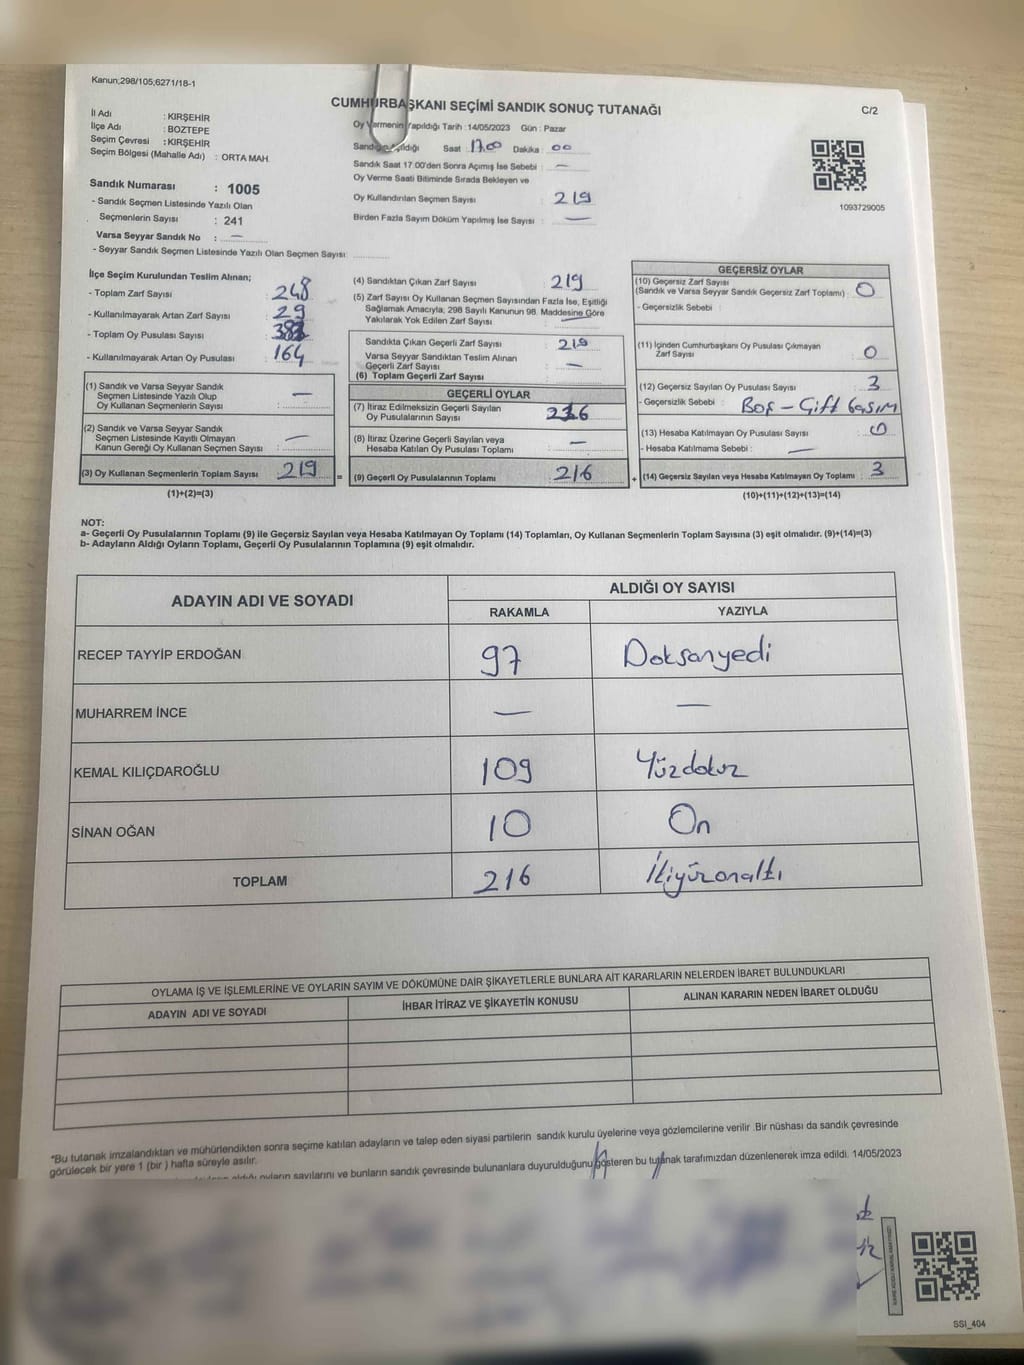 Kanun;298/105;6271/18-1
CUMHURBAŞKANI SEÇİMİ SANDIK SONUÇ TUTANAĞI
C/2
İl Adı : KIRŞEHİR
İlçe Adı : BOZTEPE
Seçim Çevresi : KIRŞEHİR
Seçim Bölgesi (Mahalle Adı) : ORTA MAH.
Oy Vermenin Yapıldığı Tarih :14/05/2023 Gün : Pazar
Sandığın Açıldığı Saat : 17.00 Dakika : 00
Sandık Saat 17:00'den Sonra Açımış İse Sebebi : —
Oy Verme Saati Bitiminde Sırada Bekleyen ve
Oy Kullandırılan Seçmen Sayısı : 219
Birden Fazla Sayım Döküm Yapılmış İse Sayısı : —
1093729005
Sandık Numarası : 1005
- Sandık Seçmen Listesinde Yazılı Olan
Seçmenlerin Sayısı : 241
Varsa Seyyar Sandık No : —
- Seyyar Sandık Seçmen Listesinde Yazılı Olan Seçmen Sayısı:
İlçe Seçim Kurulundan Teslim Alınan;
- Toplam Zarf Sayısı : 248
- Kullanılmayarak Artan Zarf Sayısı : 29
- Toplam Oy Pusulası Sayısı :
- Kullanılmayarak Artan Oy Pusulası : 164
(1) Sandık ve Varsa Seyyar Sandık
Seçmen Listesinde Yazılı Olup
Oy Kullanan Seçmenlerin Sayısı : —
(2) Sandık ve Varsa Seyyar Sandık
Seçmen Listesinde Kayıtlı Olmayan
Kanun Gereği Oy Kullanan Seçmen Sayısı : —
(3) Oy Kullanan Seçmenlerin Toplam Sayısı : 219
(1)+(2)=(3)
(4) Sandıktan Çıkan Zarf Sayısı : 219
(5) Zarf Sayısı Oy Kullanan Seçmen Sayısından Fazla İse, Eşitliği
Sağlamak Amacıyla, 298 Sayılı Kanunun 98. Maddesine Göre
Yakılarak Yok Edilen Zarf Sayısı
Sandıkta Çıkan Geçerli Zarf Sayısı : 219
Varsa Seyyar Sandıktan Teslim Alınan
Geçerli Zarf Sayısı : —
(6) Toplam Geçerli Zarf Sayısı
GEÇERLİ OYLAR
(7) İtiraz Edilmeksizin Geçerli Sayılan
Oy Pusulalarının Sayısı : 216
(8) İtiraz Üzerine Geçerli Sayılan veya
Hesaba Katılan Oy Pusulası Toplamı : —
= (9) Geçerli Oy Pusulalarının Toplamı : 216
GEÇERSİZ OYLAR
(10) Geçersiz Zarf Sayısı
(Sandık ve Varsa Seyyar Sandık Geçersiz Zarf Toplamı) : 0
- Geçersizlik Sebebi :
(11) İçinden Cumhurbaşkanı Oy Pusulası Çıkmayan
Zarf Sayısı : 0
(12) Geçersiz Sayılan Oy Pusulası Sayısı : 3
- Geçersizlik Sebebi : Boş - Çift basım
(13) Hesaba Katılmayan Oy Pusulası Sayısı : 0
- Hesaba Katılmama Sebebi : —
+ (14) Geçersiz Sayılan veya Hesaba Katılmayan Oy Toplamı : 3
(10)+(11)+(12)+(13)=(14)
NOT:
a- Geçerli Oy Pusulalarının Toplamı (9) ile Geçersiz Sayılan veya Hesaba Katılmayan Oy Toplamı (14) Toplamları, Oy Kullanan Seçmenlerin Toplam Sayısına (3) eşit olmalıdır. (9)+(14)=(3)
b- Adayların Aldığı Oyların Toplamı, Geçerli Oy Pusulalarının Toplamına (9) eşit olmalıdır.
ADAYIN ADI VE SOYADI
ALDIĞI OY SAYISI
RAKAMLA YAZIYLA
RECEP TAYYİP ERDOĞAN 97 Doksanyedi
MUHARREM İNCE — —
KEMAL KILIÇDAROĞLU 109 Yüzdokuz
SİNAN OĞAN 10 On
TOPLAM 216 İkiyüzonaltı
OYLAMA İŞ VE İŞLEMLERİNE VE OYLARIN SAYIM VE DÖKÜMÜNE DAİR ŞİKAYETLERLE BUNLARA AİT KARARLARIN NELERDEN İBARET BULUNDUKLARI
ADAYIN ADI VE SOYADI İHBAR İTİRAZ VE ŞİKAYETİN KONUSU ALINAN KARARIN NEDEN İBARET OLDUĞU
*Bu tutanak imzalandıktan ve mühürlendikten sonra seçime katılan adayların ve talep eden siyasi partilerin sandık kurulu üyelerine veya gözlemcilerine verilir .Bir nüshası da sandık çevresinde
görülecek bir yere 1 (bir ) hafta süreyle asılır.
aldığı oyların sayılarını ve bunların sandık çevresinde bulunanlara duyurulduğunu gösteren bu tutanak tarafımızdan düzenlenerek imza edildi. 14/05/2023
SSI_404